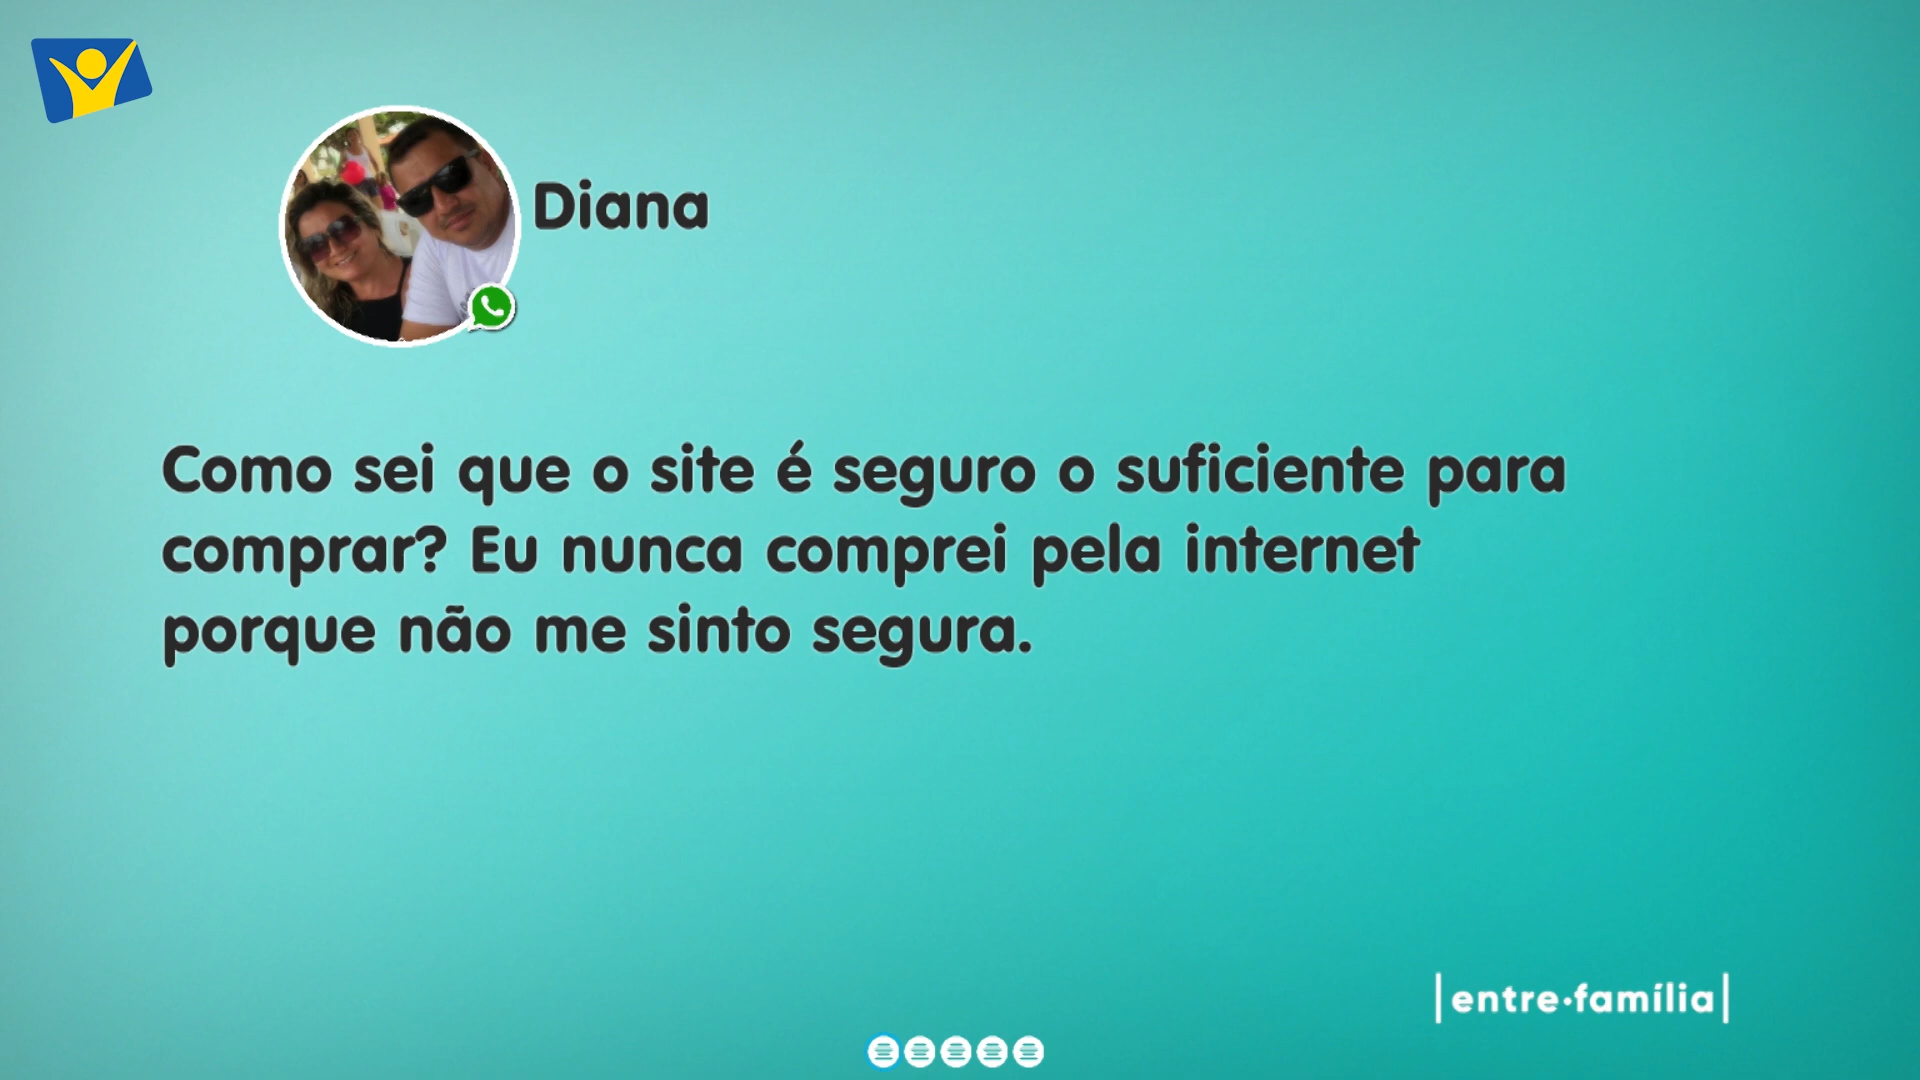 Diana
Como sei que o site é seguro o suficiente para
comprar? Eu nunca comprei pela internet
porque não me sinto segura.
|entre•família|